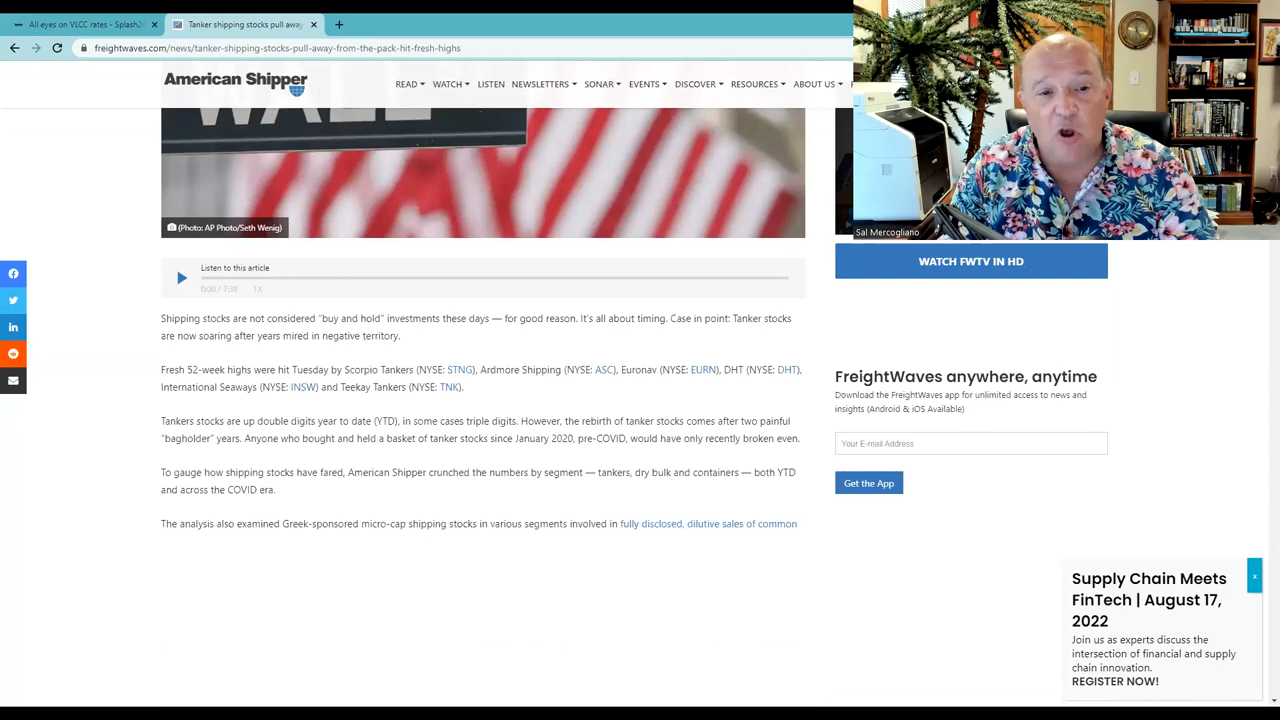 All eyes on VLCC rates - Splash2
Tanker shipping stocks pull away
freightwaves.com/news/tanker-shipping-stocks-pull-away-from-the-pack-hit-fresh-highs
American Shipper
READ WATCH LISTEN NEWSLETTERS SONAR EVENTS DISCOVER RESOURCES ABOUT US
WALL
(Photo: AP Photo/Seth Wenig)
Sal Mercogliano
WATCH FWTV IN HD
Listen to this article
0:00 / 7:38 1X
Shipping stocks are not considered “buy and hold” investments these days — for good reason. It’s all about timing. Case in point: Tanker stocks
are now soaring after years mired in negative territory.
Fresh 52-week highs were hit Tuesday by Scorpio Tankers (NYSE: STNG), Ardmore Shipping (NYSE: ASC), Euronav (NYSE: EURN), DHT (NYSE: DHT),
International Seaways (NYSE: INSW) and Teekay Tankers (NYSE: TNK).
Tankers stocks are up double digits year to date (YTD), in some cases triple digits. However, the rebirth of tanker stocks comes after two painful
“bagholder” years. Anyone who bought and held a basket of tanker stocks since January 2020, pre-COVID, would have only recently broken even.
To gauge how shipping stocks have fared, American Shipper crunched the numbers by segment — tankers, dry bulk and containers — both YTD
and across the COVID era.
The analysis also examined Greek-sponsored micro-cap shipping stocks in various segments involved in fully disclosed, dilutive sales of common
FreightWaves anywhere, anytime
Download the FreightWaves app for unlimited access to news and
insights (Android & iOS Available)
Your E-mail Address
Get the App
Supply Chain Meets
FinTech | August 17,
2022
Join us as experts discuss the
intersection of financial and supply
chain innovation.
REGISTER NOW!
x